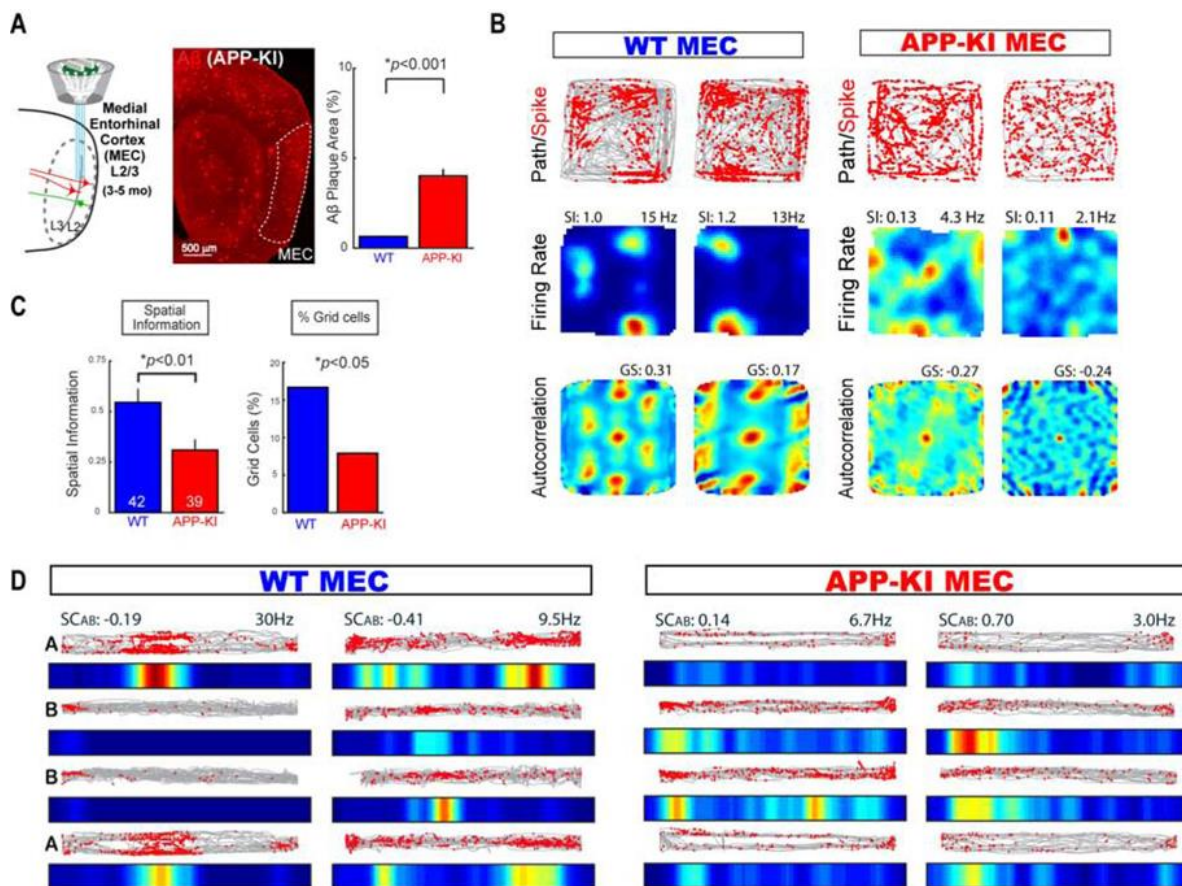 A
Medial
Entorhinal
Cortex
(MEC)
L2/3
(3-5 mo)
L3
L2
Aβ (APP-KI)
500 µm
MEC
Aβ Plaque Area (%)
10
5
0
*p<0.001
WT
APP-KI
B
WT MEC
APP-KI MEC
Path/Spike
Path/Spike
Firing Rate
SI: 1.0 15 Hz
SI: 1.2 13Hz
Firing Rate
SI: 0.13 4.3 Hz
SI: 0.11 2.1Hz
Autocorrelation
GS: 0.31
GS: 0.17
Autocorrelation
GS: -0.27
GS: -0.24
C
Spatial
Information
*p<0.01
Spatial Information
0.75
0.5
0.25
0
42
39
WT
APP-KI
% Grid cells
*p<0.05
Grid Cells (%)
20
15
10
5
0
WT
APP-KI
D
WT MEC
APP-KI MEC
SCAB: -0.19 30Hz
SCAB: -0.41 9.5Hz
SCAB: 0.14 6.7Hz
SCAB: 0.70 3.0Hz
A
B
B
A